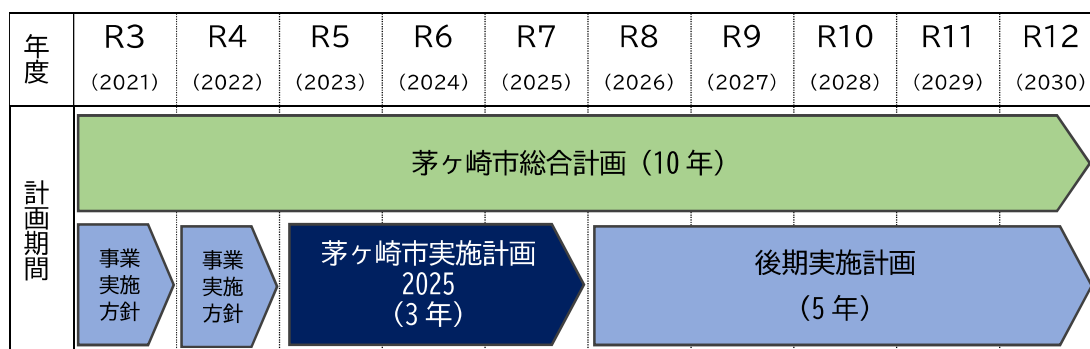 年度
R3
R4
R5
R6
R7
R8
R9
R10
R11
R12
（2021）
（2022）
（2023）
（2024）
（2025）
（2026）
（2027）
（2028）
（2029）
（2030）
計画期間
茅ヶ崎市総合計画（10 年）
事業
実施
方針
事業
実施
方針
茅ヶ崎市実施計画
2025
（3 年）
後期実施計画
（5 年）